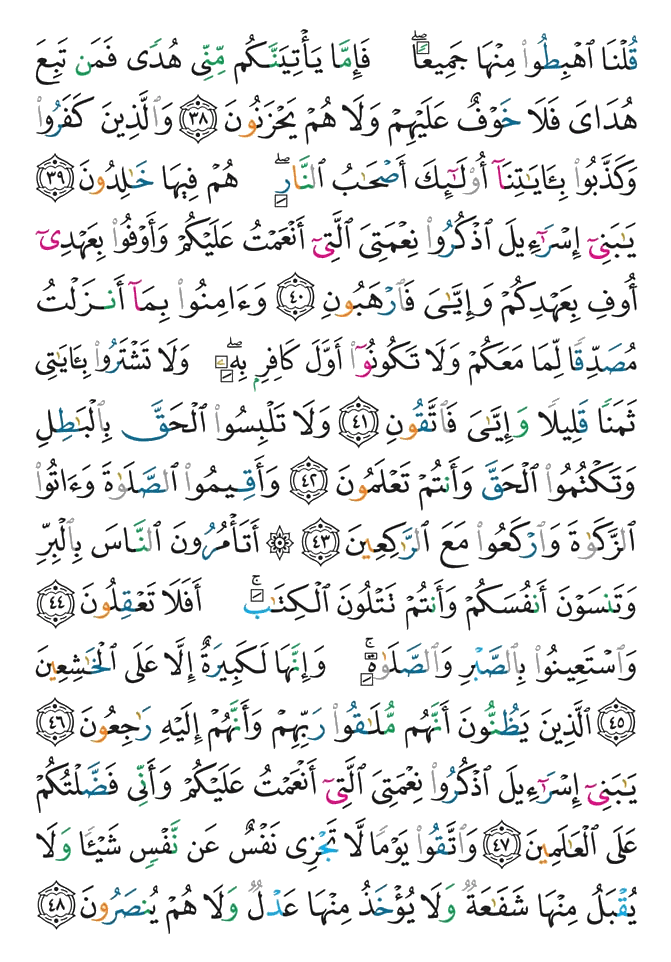 قُلْنَا ٱهْبِطُوا۟ مِنْهَا جَمِيعًا ۖ فَإِمَّا يَأْتِيَنَّكُم مِّنِّى هُدًى فَمَن تَبِعَ
هُدَاىَ فَلَا خَوْفٌ عَلَيْهِمْ وَلَا هُمْ يَحْزَنُونَ ٣٨ وَٱلَّذِينَ كَفَرُوا۟
وَكَذَّبُوا۟ بِـَٔايَـٰتِنَآ أُو۟لَـٰٓئِكَ أَصْحَـٰبُ ٱلنَّارِ ۖ هُمْ فِيهَا خَـٰلِدُونَ ٣٩
يَـٰبَنِىٓ إِسْرَٰٓءِيلَ ٱذْكُرُوا۟ نِعْمَتِىَ ٱلَّتِىٓ أَنْعَمْتُ عَلَيْكُمْ وَأَوْفُوا۟ بِعَهْدِىٓ
أُوفِ بِعَهْدِكُمْ وَإِيَّـٰىَ فَٱرْهَبُونِ ٤٠ وَءَامِنُوا۟ بِمَآ أَنزَلْتُ
مُصَدِّقًا لِّمَا مَعَكُمْ وَلَا تَكُونُوٓا۟ أَوَّلَ كَافِرٍۭ بِهِۦ ۖ وَلَا تَشْتَرُوا۟ بِـَٔايَـٰتِى
ثَمَنًا قَلِيلًا وَإِيَّـٰىَ فَٱتَّقُونِ ٤١ وَلَا تَلْبِسُوا۟ ٱلْحَقَّ بِٱلْبَـٰطِلِ
وَتَكْتُمُوا۟ ٱلْحَقَّ وَأَنتُمْ تَعْلَمُونَ ٤٢ وَأَقِيمُوا۟ ٱلصَّلَوٰةَ وَءَاتُوا۟
ٱلزَّكَوٰةَ وَٱرْكَعُوا۟ مَعَ ٱلرَّٰكِعِينَ ٤٣ ۞ أَتَأْمُرُونَ ٱلنَّاسَ بِٱلْبِرِّ
وَتَنسَوْنَ أَنفُسَكُمْ وَأَنتُمْ تَتْلُونَ ٱلْكِتَـٰبَ ۚ أَفَلَا تَعْقِلُونَ ٤٤
وَٱسْتَعِينُوا۟ بِٱلصَّبْرِ وَٱلصَّلَوٰةِ ۚ وَإِنَّهَا لَكَبِيرَةٌ إِلَّا عَلَى ٱلْخَـٰشِعِينَ
٤٥ ٱلَّذِينَ يَظُنُّونَ أَنَّهُم مُّلَـٰقُوا۟ رَبِّهِمْ وَأَنَّهُمْ إِلَيْهِ رَٰجِعُونَ ٤٦
يَـٰبَنِىٓ إِسْرَٰٓءِيلَ ٱذْكُرُوا۟ نِعْمَتِىَ ٱلَّتِىٓ أَنْعَمْتُ عَلَيْكُمْ وَأَنِّى فَضَّلْتُكُمْ
عَلَى ٱلْعَـٰلَمِينَ ٤٧ وَٱتَّقُوا۟ يَوْمًا لَّا تَجْزِى نَفْسٌ عَن نَّفْسٍ شَيْـًٔا وَلَا
يُقْبَلُ مِنْهَا شَفَـٰعَةٌ وَلَا يُؤْخَذُ مِنْهَا عَدْلٌ وَلَا هُمْ يُنصَرُونَ ٤٨